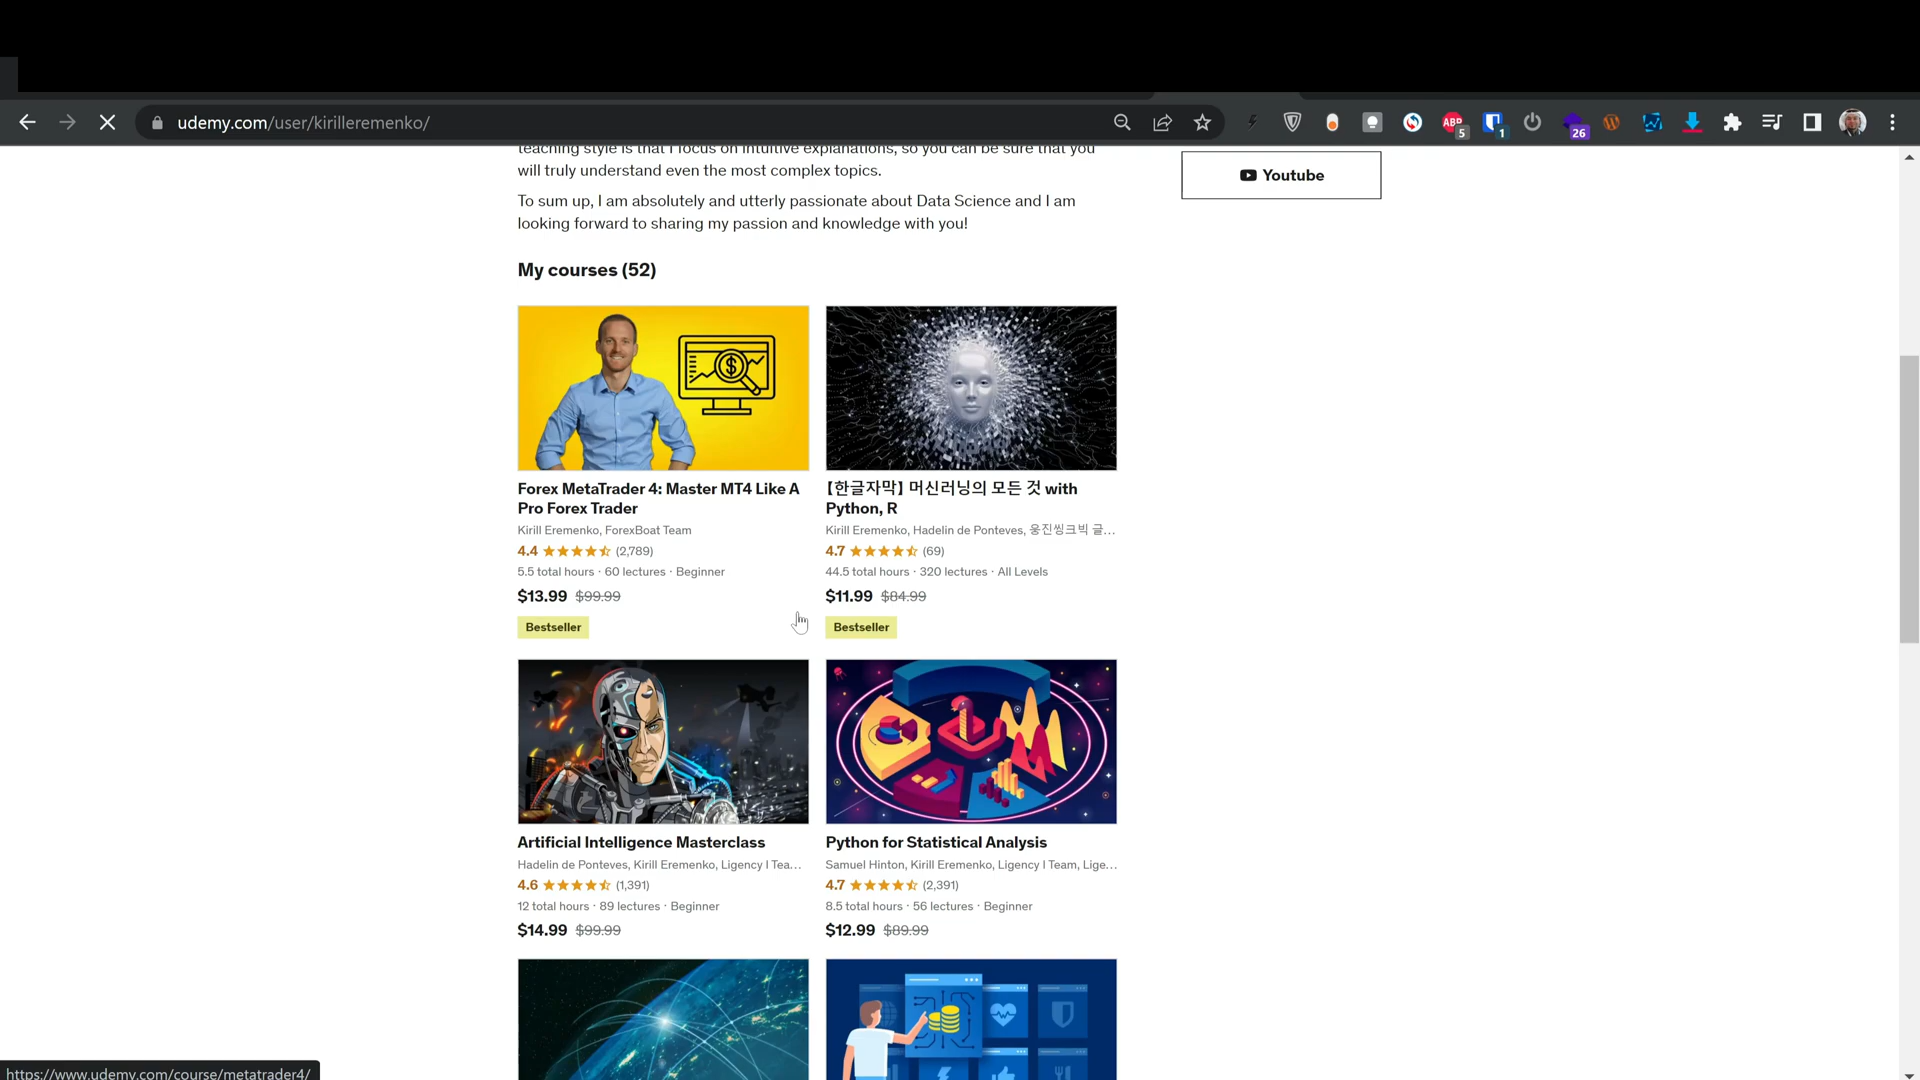 udemy.com/user/kirilleremenko/
5
1
26
teaching style is that I focus on intuitive explanations, so you can be sure that you
will truly understand even the most complex topics.
Youtube
To sum up, I am absolutely and utterly passionate about Data Science and I am
looking forward to sharing my passion and knowledge with you!
My courses (52)
Forex MetaTrader 4: Master MT4 Like A
Pro Forex Trader
Kirill Eremenko, ForexBoat Team
4.4 (2,789)
5.5 total hours · 60 lectures · Beginner
$13.99 $99.99
Bestseller
【한글자막】 머신러닝의 모든 것 with
Python, R
Kirill Eremenko, Hadelin de Ponteves, 웅진씽크빅 글...
4.7 (69)
44.5 total hours · 320 lectures · All Levels
$11.99 $84.99
Bestseller
Artificial Intelligence Masterclass
Hadelin de Ponteves, Kirill Eremenko, Ligency I Tea...
4.6 (1,391)
12 total hours · 89 lectures · Beginner
$14.99 $99.99
Python for Statistical Analysis
Samuel Hinton, Kirill Eremenko, Ligency I Team, Lige...
4.7 (2,391)
8.5 total hours · 56 lectures · Beginner
$12.99 $89.99
https://www.udemy.com/course/metatrader4/